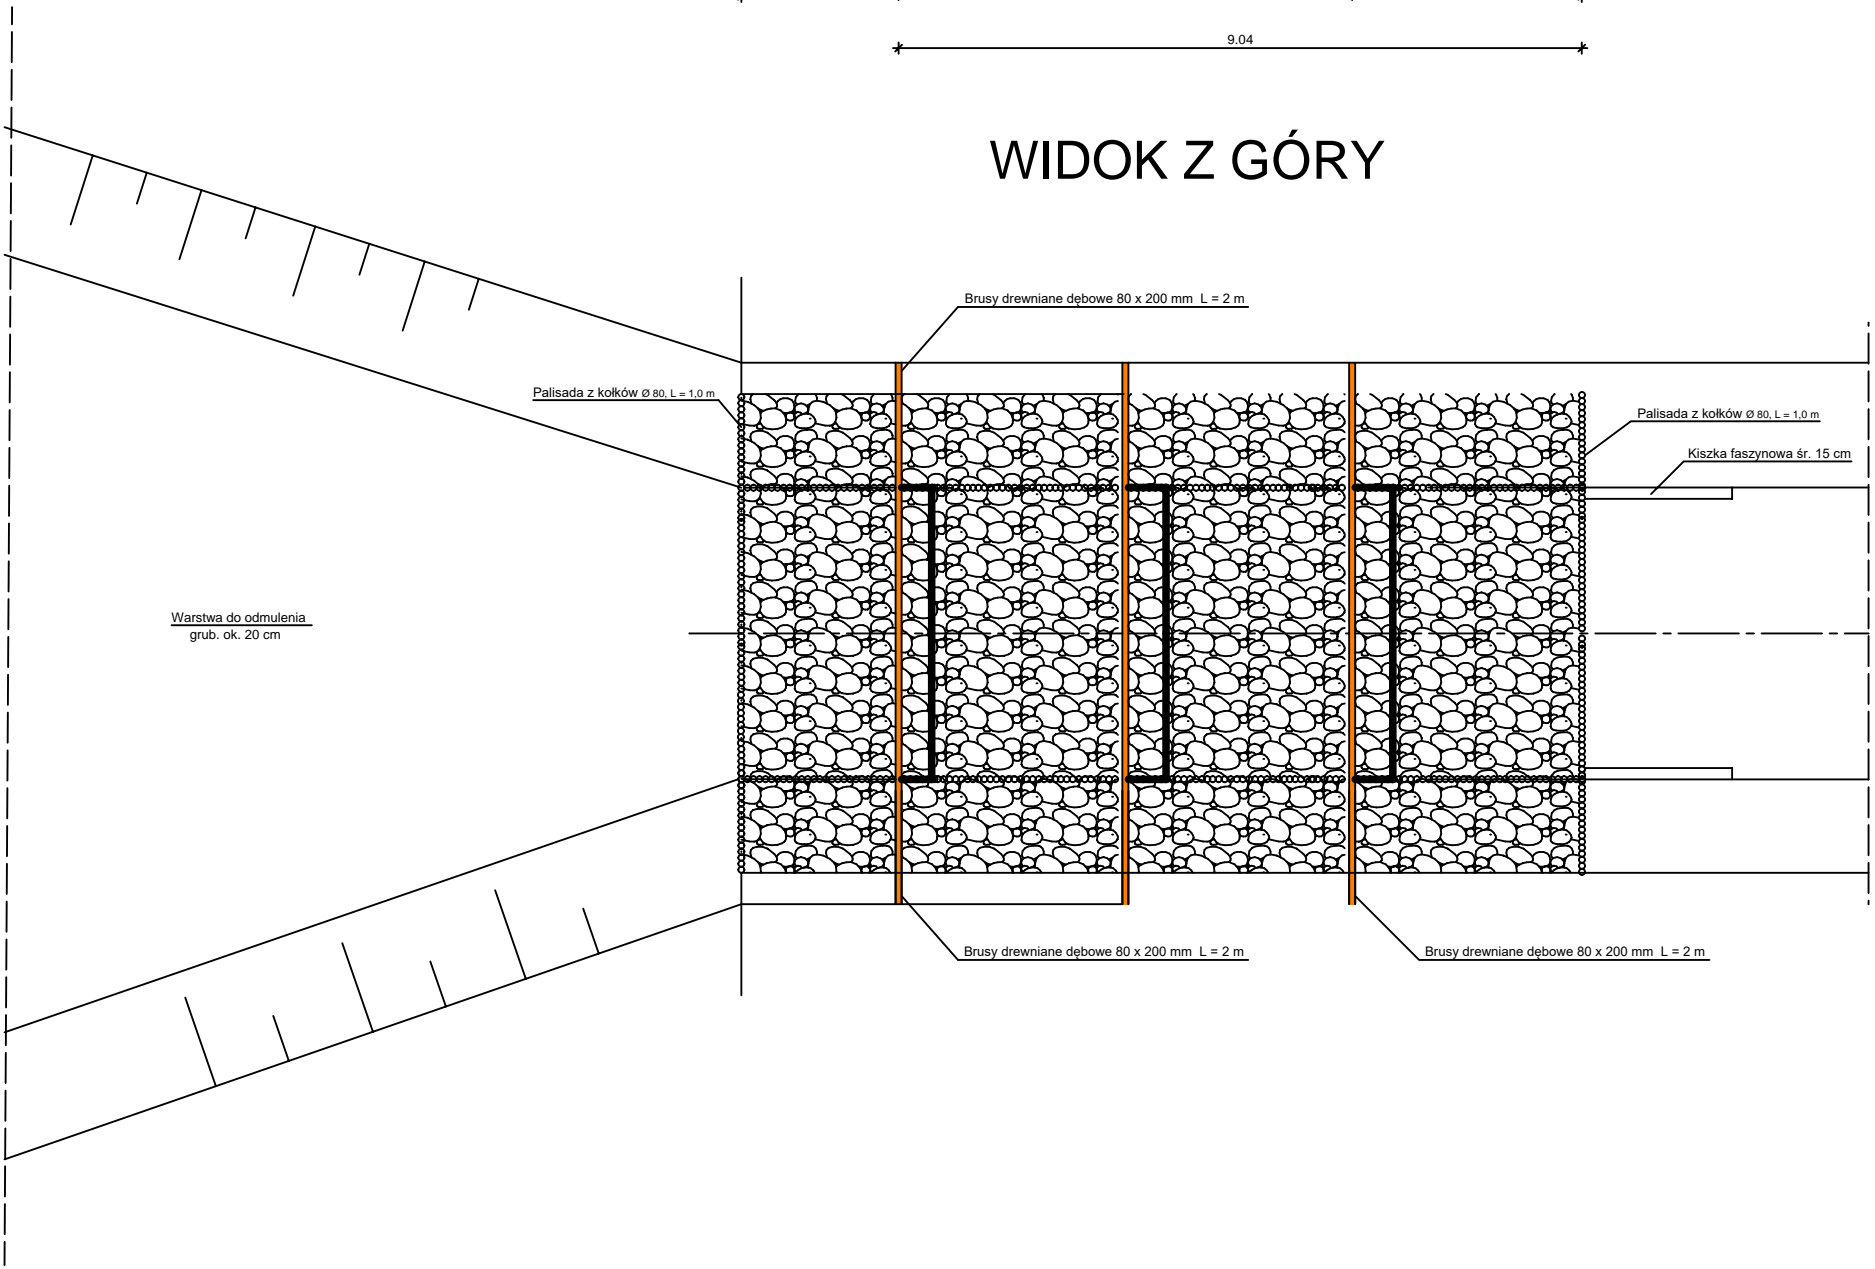 9.04
WIDOK Z GÓRY
Brusy drewniane dębowe 80 x 200 mm L = 2 m
Palisada z kołków Ø 80, L = 1,0 m
Palisada z kołków Ø 80, L = 1,0 m
Kiszka faszynowa śr. 15 cm
Warstwa do odmulenia
grub. ok. 20 cm
Brusy drewniane dębowe 80 x 200 mm L = 2 m
Brusy drewniane dębowe 80 x 200 mm L = 2 m